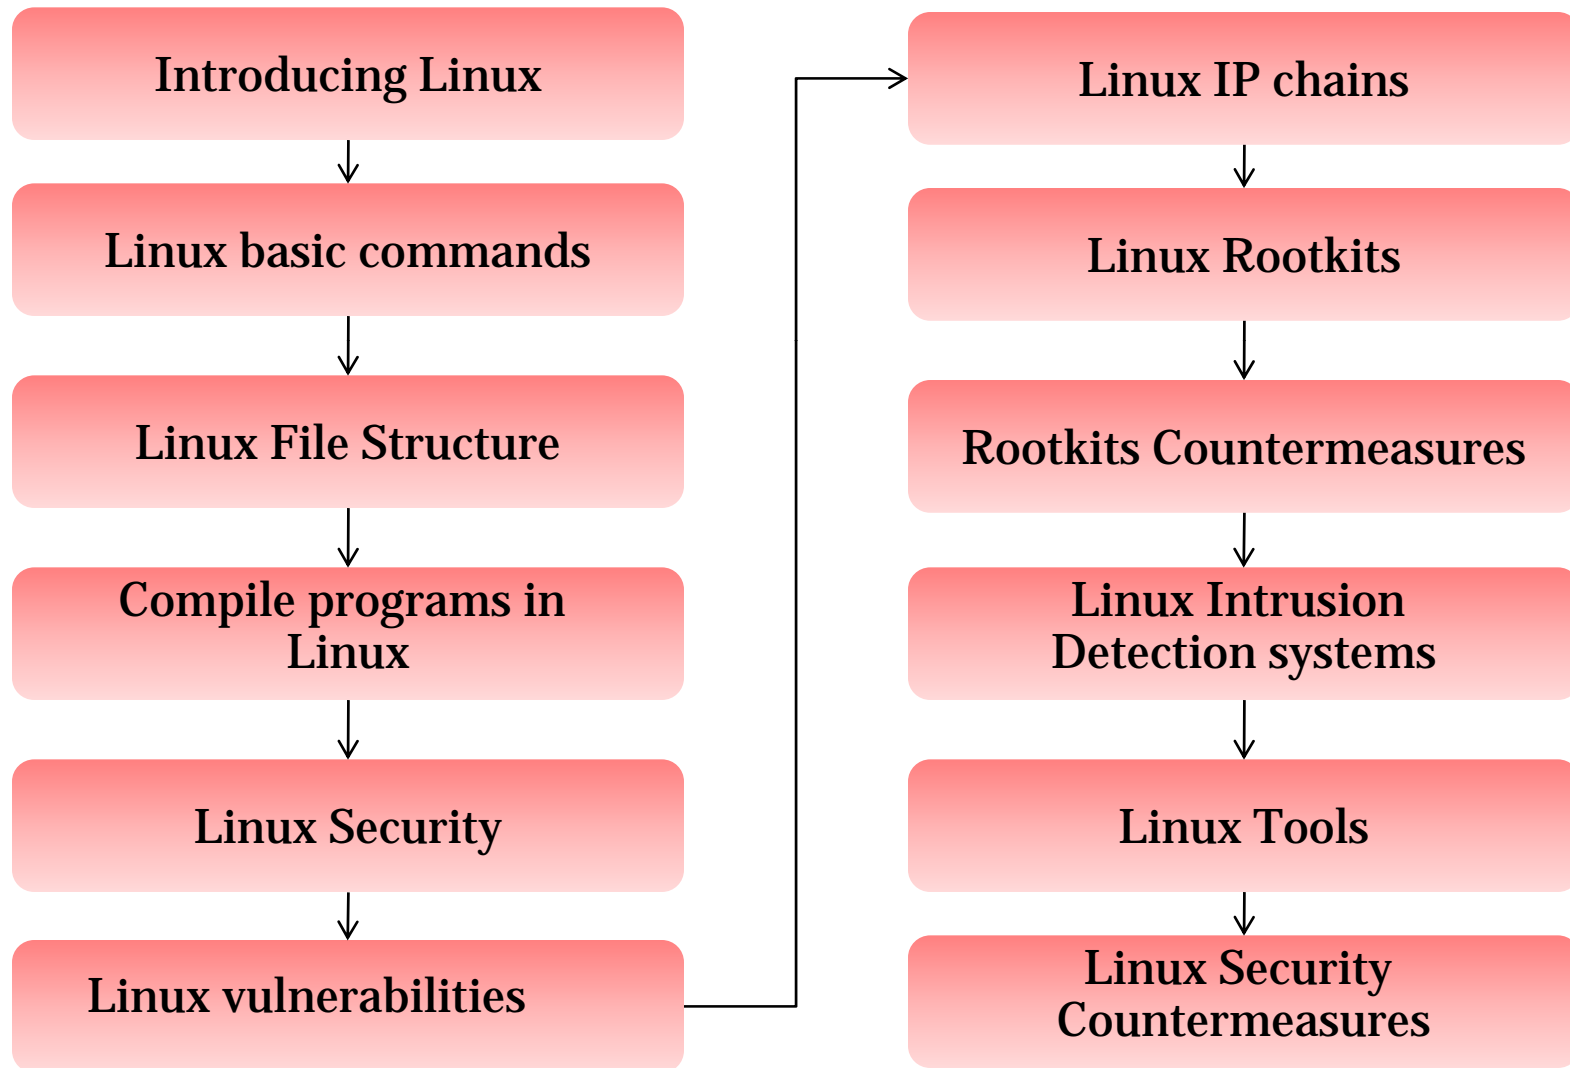 Introducing Linux
Linux basic commands
Linux File Structure
Compile programs in
Linux
Linux Security
Linux vulnerabilities
Linux IP chains
Linux Rootkits
Rootkits Countermeasures
Linux Intrusion
Detection systems
Linux Tools
Linux Security
Countermeasures